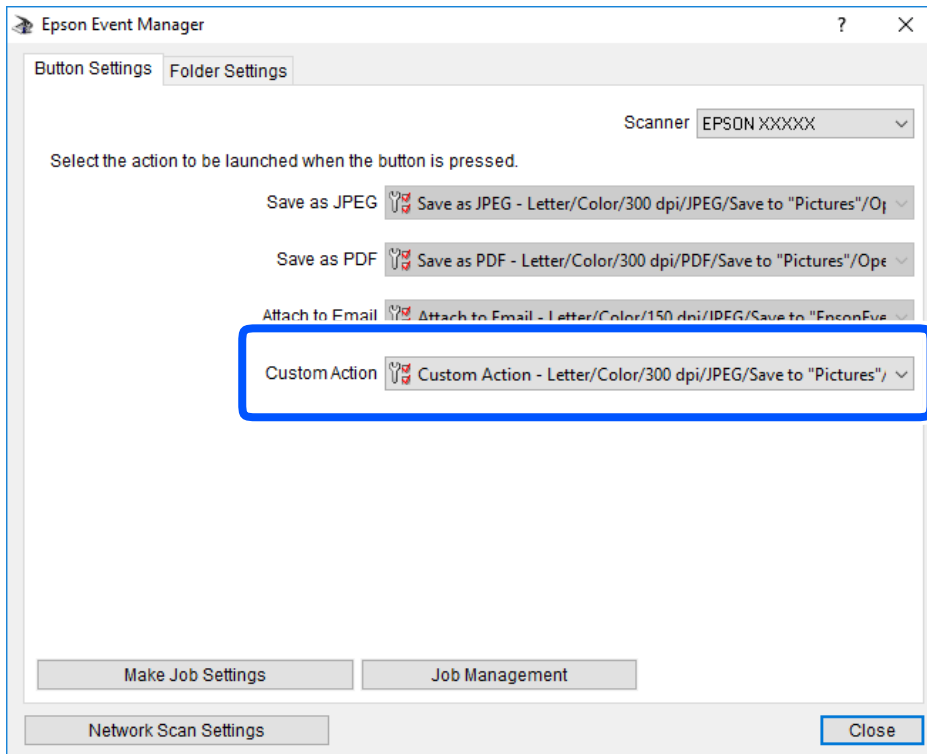 Epson Event Manager
Button Settings
Folder Settings
Scanner EPSON XXXXX
Select the action to be launched when the button is pressed.
Save as JPEG Save as JPEG - Letter/Color/300 dpi/JPEG/Save to "Pictures"/Op
Save as PDF Save as PDF - Letter/Color/300 dpi/PDF/Save to "Pictures"/Ope
Attach to Email Attach to Email - Letter/Color/150 dpi/JPEG/Save to "EpsonEve
Custom Action Custom Action - Letter/Color/300 dpi/JPEG/Save to "Pictures"/
Make Job Settings
Job Management
Network Scan Settings
Close